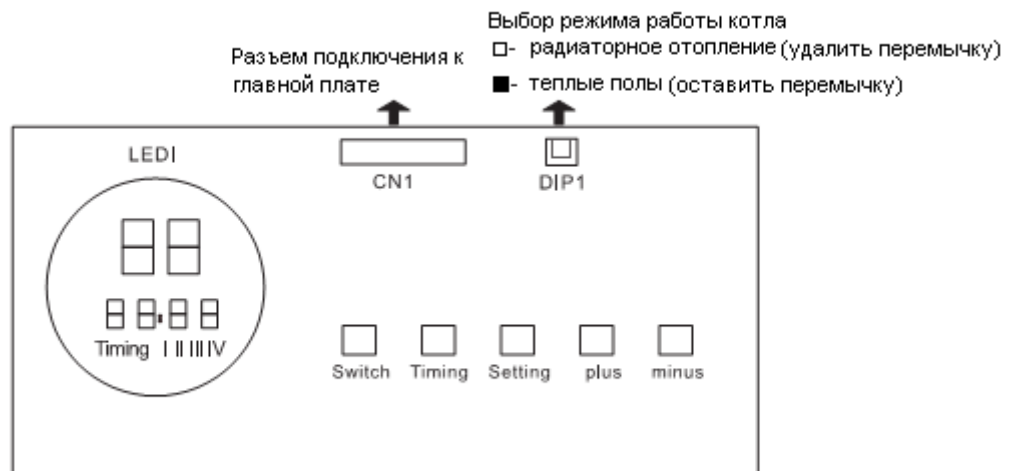 Выбор режима работы котла
□- радиаторное отопление (удалить перемычку)
■- теплые полы (оставить перемычку)
Разъем подключения к
главной плате
LEDI
CN1
DIP1
Timing I II III IV
Switch Timing Setting plus minus